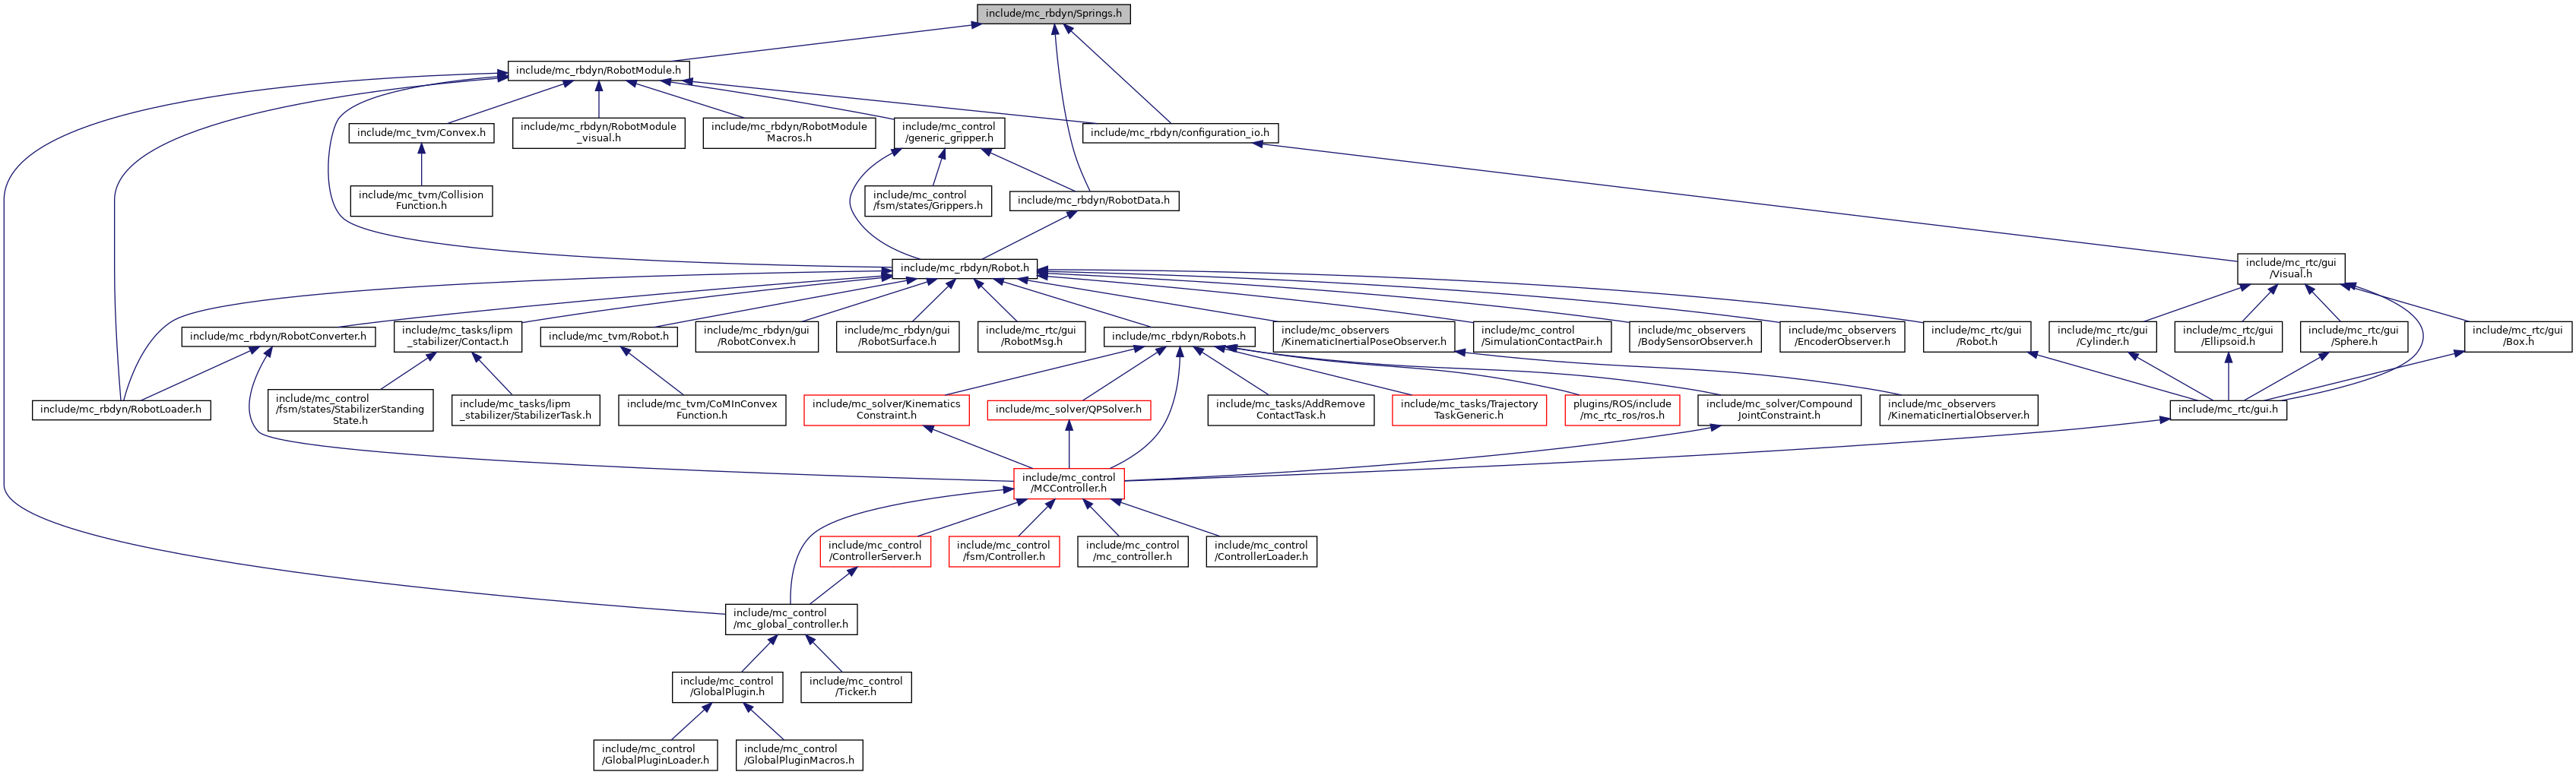 include/mc_rbdyn/Springs.h
include/mc_rbdyn/RobotModule.h
include/mc_tvm/Convex.h
include/mc_rbdyn/RobotModule
_visual.h
include/mc_rbdyn/RobotModule
Macros.h
include/mc_control
/generic_gripper.h
include/mc_rbdyn/configuration_io.h
include/mc_tvm/Collision
Function.h
include/mc_control
/fsm/states/Grippers.h
include/mc_rbdyn/RobotData.h
include/mc_rbdyn/Robot.h
include/mc_rtc/gui
/Visual.h
include/mc_rbdyn/RobotConverter.h
include/mc_tasks/lipm
_stabilizer/Contact.h
include/mc_tvm/Robot.h
include/mc_rbdyn/gui
/RobotConvex.h
include/mc_rbdyn/gui
/RobotSurface.h
include/mc_rtc/gui
/RobotMsg.h
include/mc_rbdyn/Robots.h
include/mc_observers
/KinematicInertialPoseObserver.h
include/mc_control
/SimulationContactPair.h
include/mc_observers
/BodySensorObserver.h
include/mc_observers
/EncoderObserver.h
include/mc_rtc/gui
/Robot.h
include/mc_rtc/gui
/Cylinder.h
include/mc_rtc/gui
/Ellipsoid.h
include/mc_rtc/gui
/Sphere.h
include/mc_rtc/gui
/Box.h
include/mc_rbdyn/RobotLoader.h
include/mc_control
/fsm/states/StabilizerStanding
State.h
include/mc_tasks/lipm
_stabilizer/StabilizerTask.h
include/mc_tvm/CoMInConvex
Function.h
include/mc_solver/Kinematics
Constraint.h
include/mc_solver/QPSolver.h
include/mc_tasks/AddRemove
ContactTask.h
include/mc_tasks/Trajectory
TaskGeneric.h
plugins/ROS/include
/mc_rtc_ros/ros.h
include/mc_solver/Compound
JointConstraint.h
include/mc_observers
/KinematicInertialObserver.h
include/mc_rtc/gui.h
include/mc_control
/MCController.h
include/mc_control
/ControllerServer.h
include/mc_control
/fsm/Controller.h
include/mc_control
/mc_controller.h
include/mc_control
/ControllerLoader.h
include/mc_control
/mc_global_controller.h
include/mc_control
/GlobalPlugin.h
include/mc_control
/Ticker.h
include/mc_control
/GlobalPluginLoader.h
include/mc_control
/GlobalPluginMacros.h